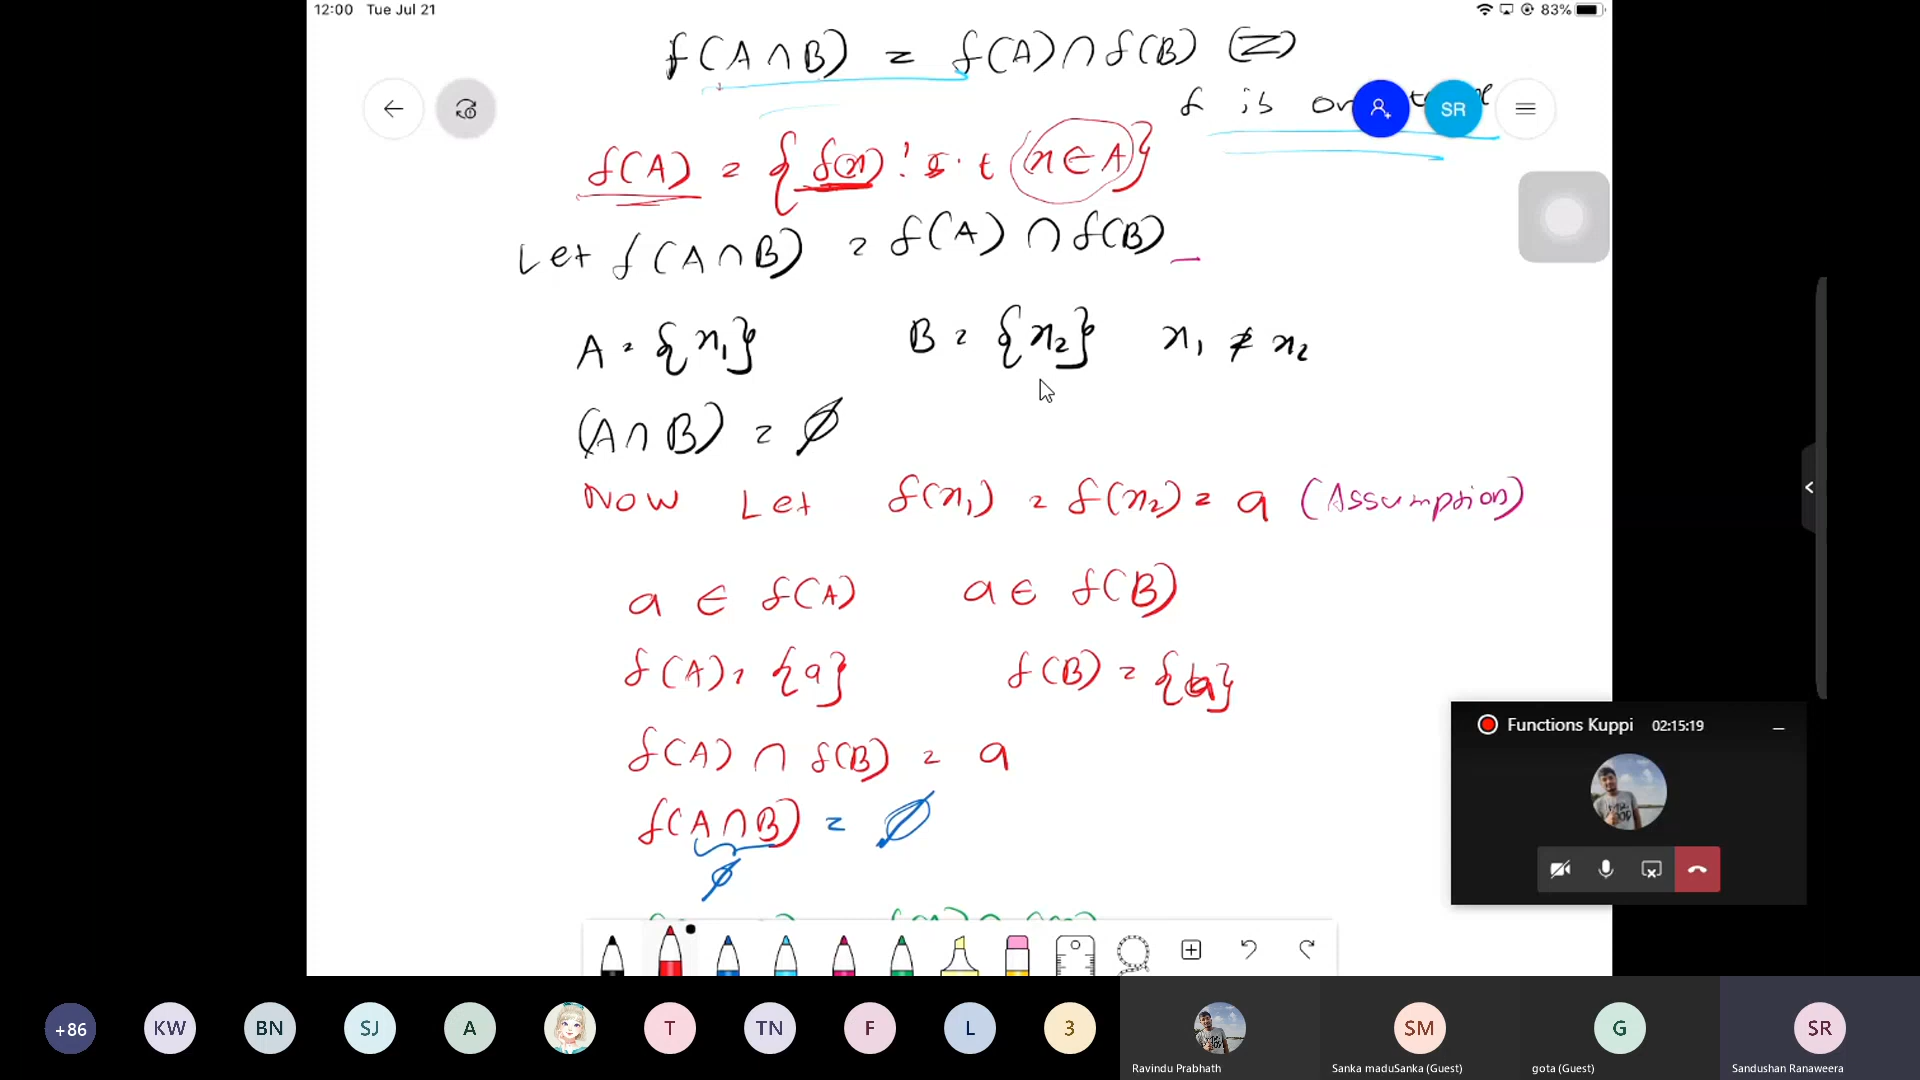 12:00 Tue Jul 21
83%
f(A∩B) = f(A)∩f(B) (Z)
f is
SR
f(A) = {f(x) ! s.t (x∈A}
Let f(A∩B) = f(A) ∩ f(B)
A = {x₁} B = {x₂} x₁ ≠ x₂
(A∩B) = ∅
Now Let f(x₁) = f(x₂) = a (Assumption)
a ∈ f(A) a ∈ f(B)
f(A) = {a} f(B) = {a}
f(A) ∩ f(B) = a
f(A∩B) = ∅
∅
Functions Kuppi 02:15:19
+86 KW BN SJ A T TN F L 3 SM G SR
Ravindu Prabhath Sanka maduSanka (Guest) gota (Guest) Sandushan Ranaweera